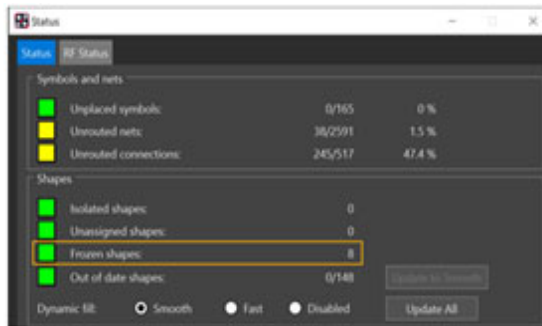 Status
Status RF Status
Symbols and nets
Unplaced symbols: 0/165 0 %
Unrouted nets: 38/2591 1.5 %
Unrouted connections: 245/517 47.4 %
Shapes
Isolated shapes: 0
Unassigned shapes: 0
Frozen shapes: 8
Out of date shapes: 0/148 Update to Smooth
Dynamic fill: Smooth Fast Disabled Update All